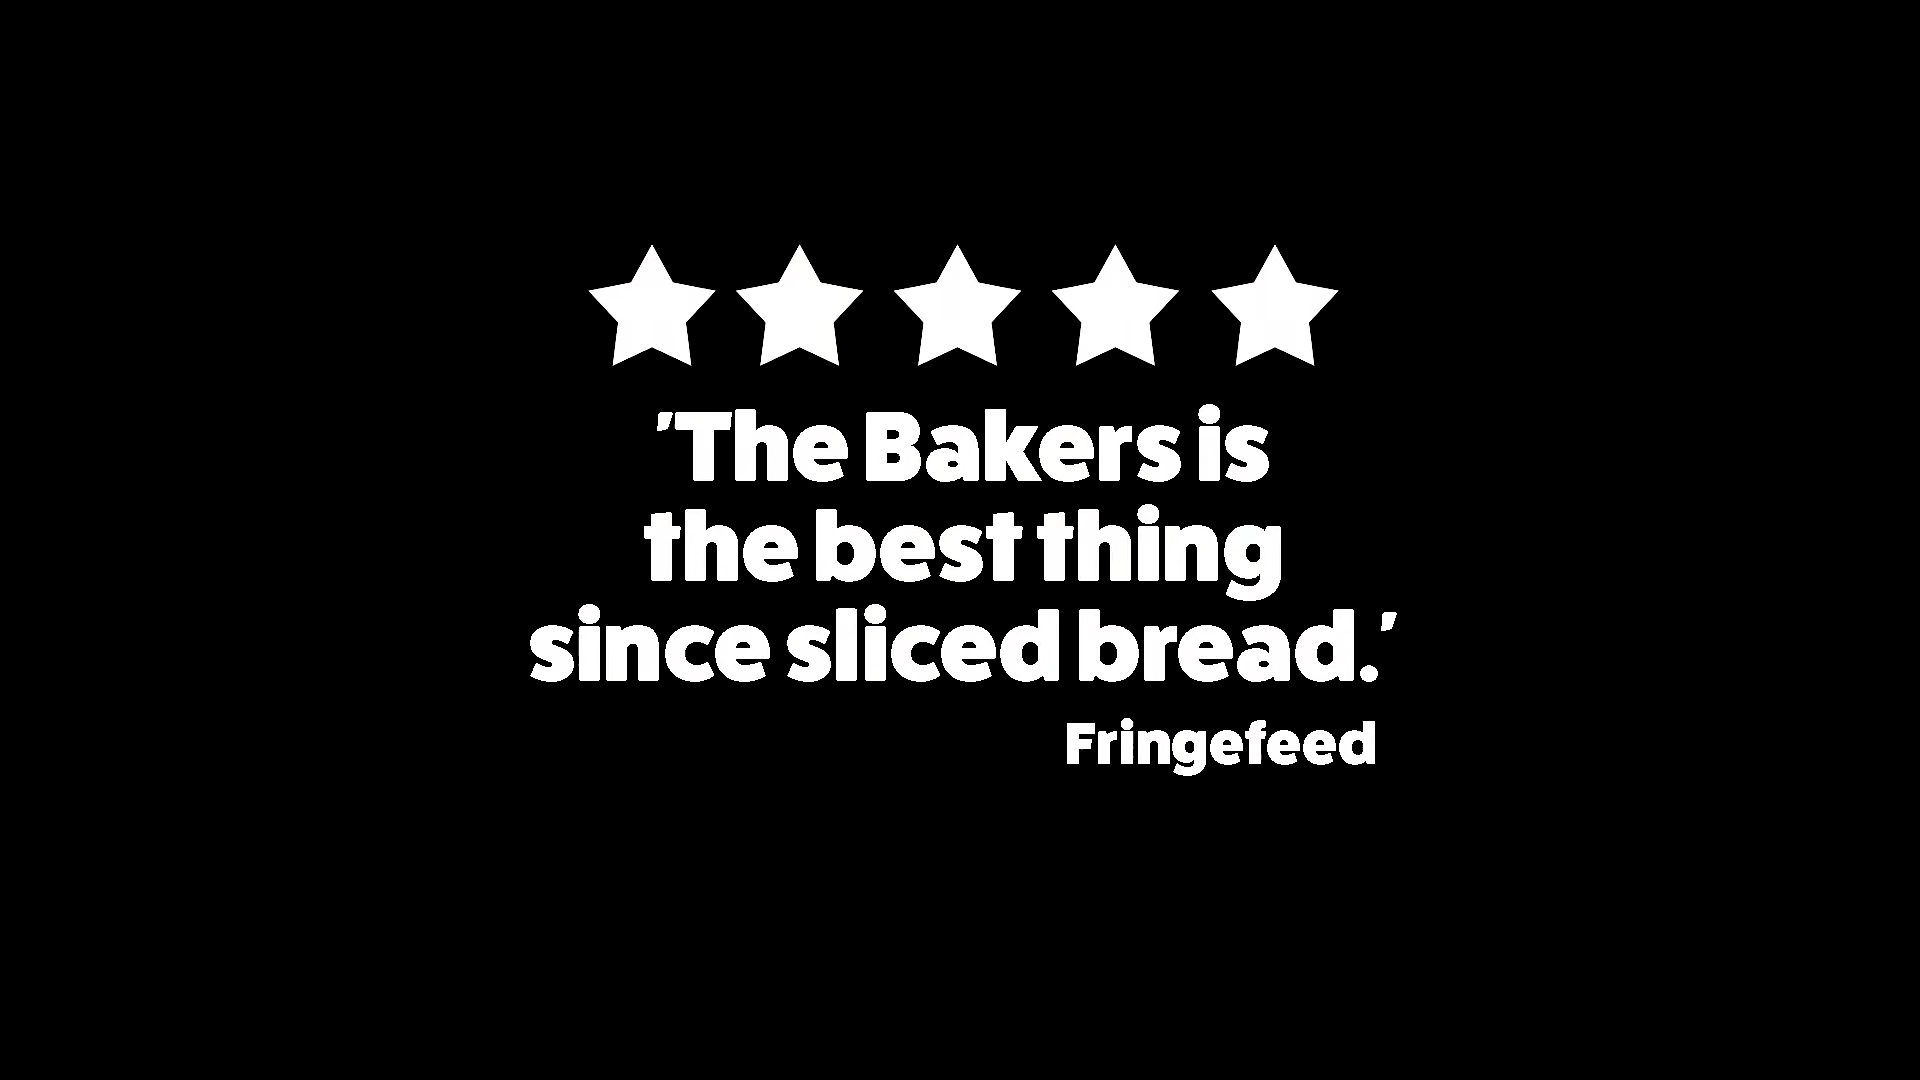 'The Bakers is
the best thing
since sliced bread.'
Fringefeed